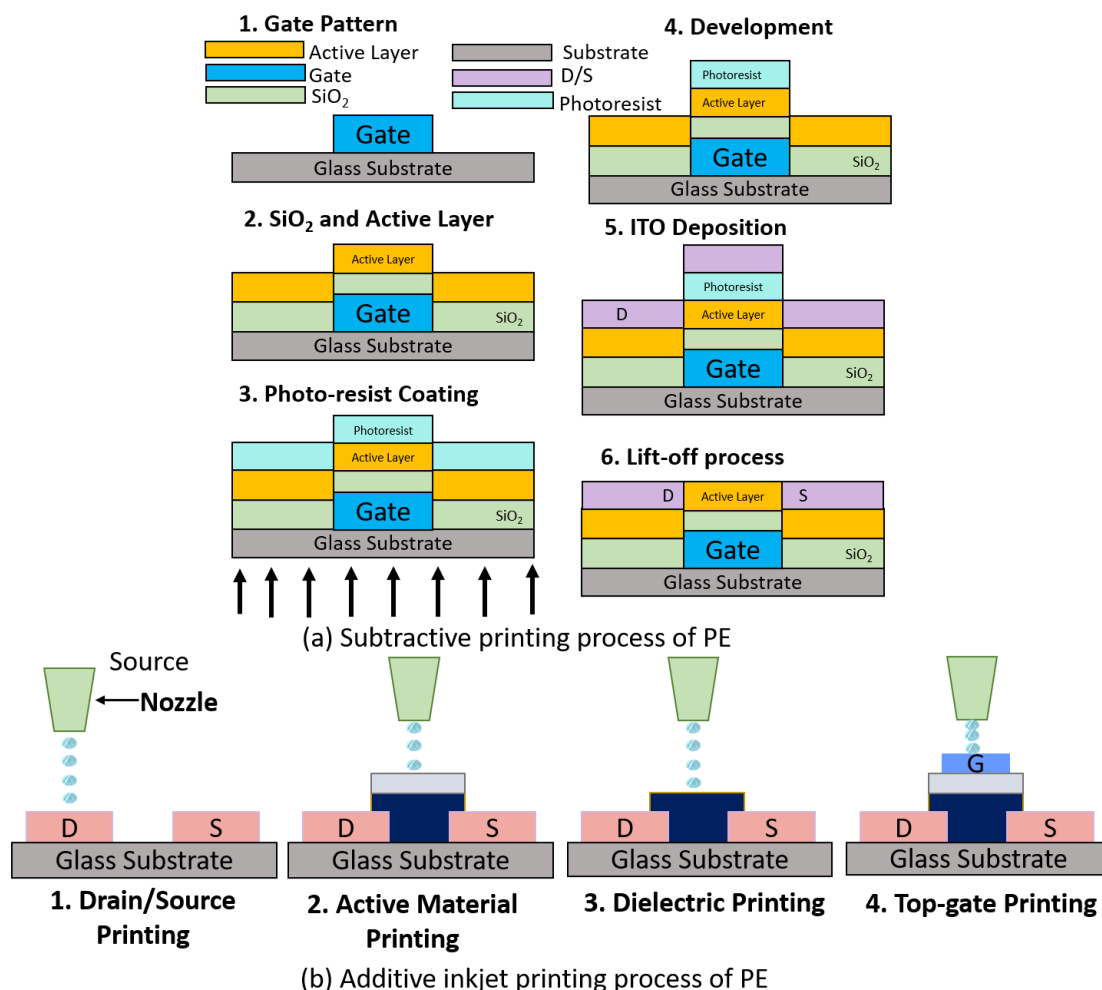 1. Gate Pattern
Active Layer
Gate
SiO₂
Substrate
D/S
Photoresist
Gate
Glass Substrate
2. SiO₂ and Active Layer
Active Layer
Gate
SiO₂
Glass Substrate
3. Photo-resist Coating
Photoresist
Active Layer
Gate
SiO₂
Glass Substrate
4. Development
Photoresist
Active Layer
Gate
SiO₂
Glass Substrate
5. ITO Deposition
Photoresist
D
Active Layer
Gate
SiO₂
Glass Substrate
6. Lift-off process
D
Active Layer
S
Gate
SiO₂
Glass Substrate
(a) Subtractive printing process of PE
Source
Nozzle
D
S
Glass Substrate
1. Drain/Source
Printing
D
S
Glass Substrate
2. Active Material
Printing
D
S
Glass Substrate
3. Dielectric Printing
G
D
S
Glass Substrate
4. Top-gate Printing
(b) Additive inkjet printing process of PE